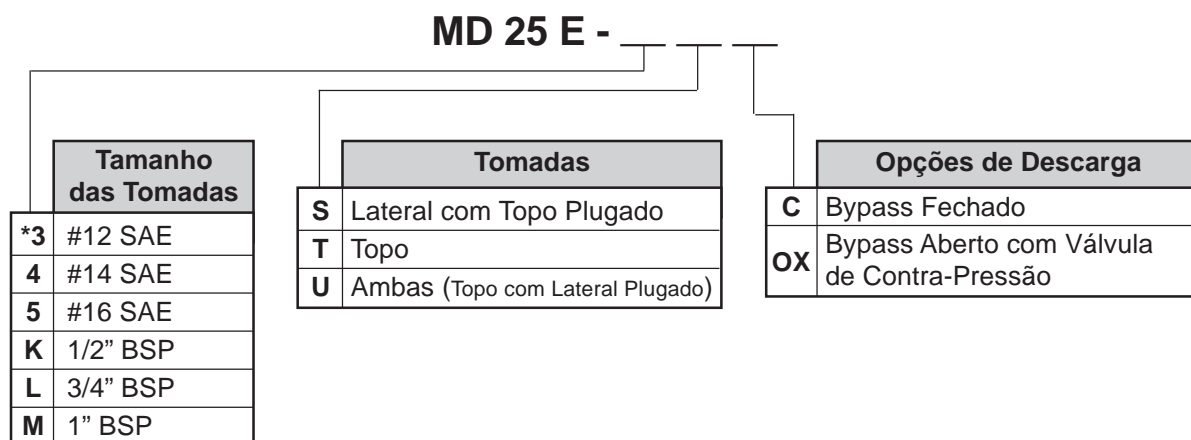 MD 25 E - __ __ __
Tamanho
das Tomadas
*3 #12 SAE
4 #14 SAE
5 #16 SAE
K 1/2” BSP
L 3/4” BSP
M 1” BSP
Tomadas
S Lateral com Topo Plugado
T Topo
U Ambas (Topo com Lateral Plugado)
Opções de Descarga
C Bypass Fechado
OX Bypass Aberto com Válvula
de Contra-Pressão